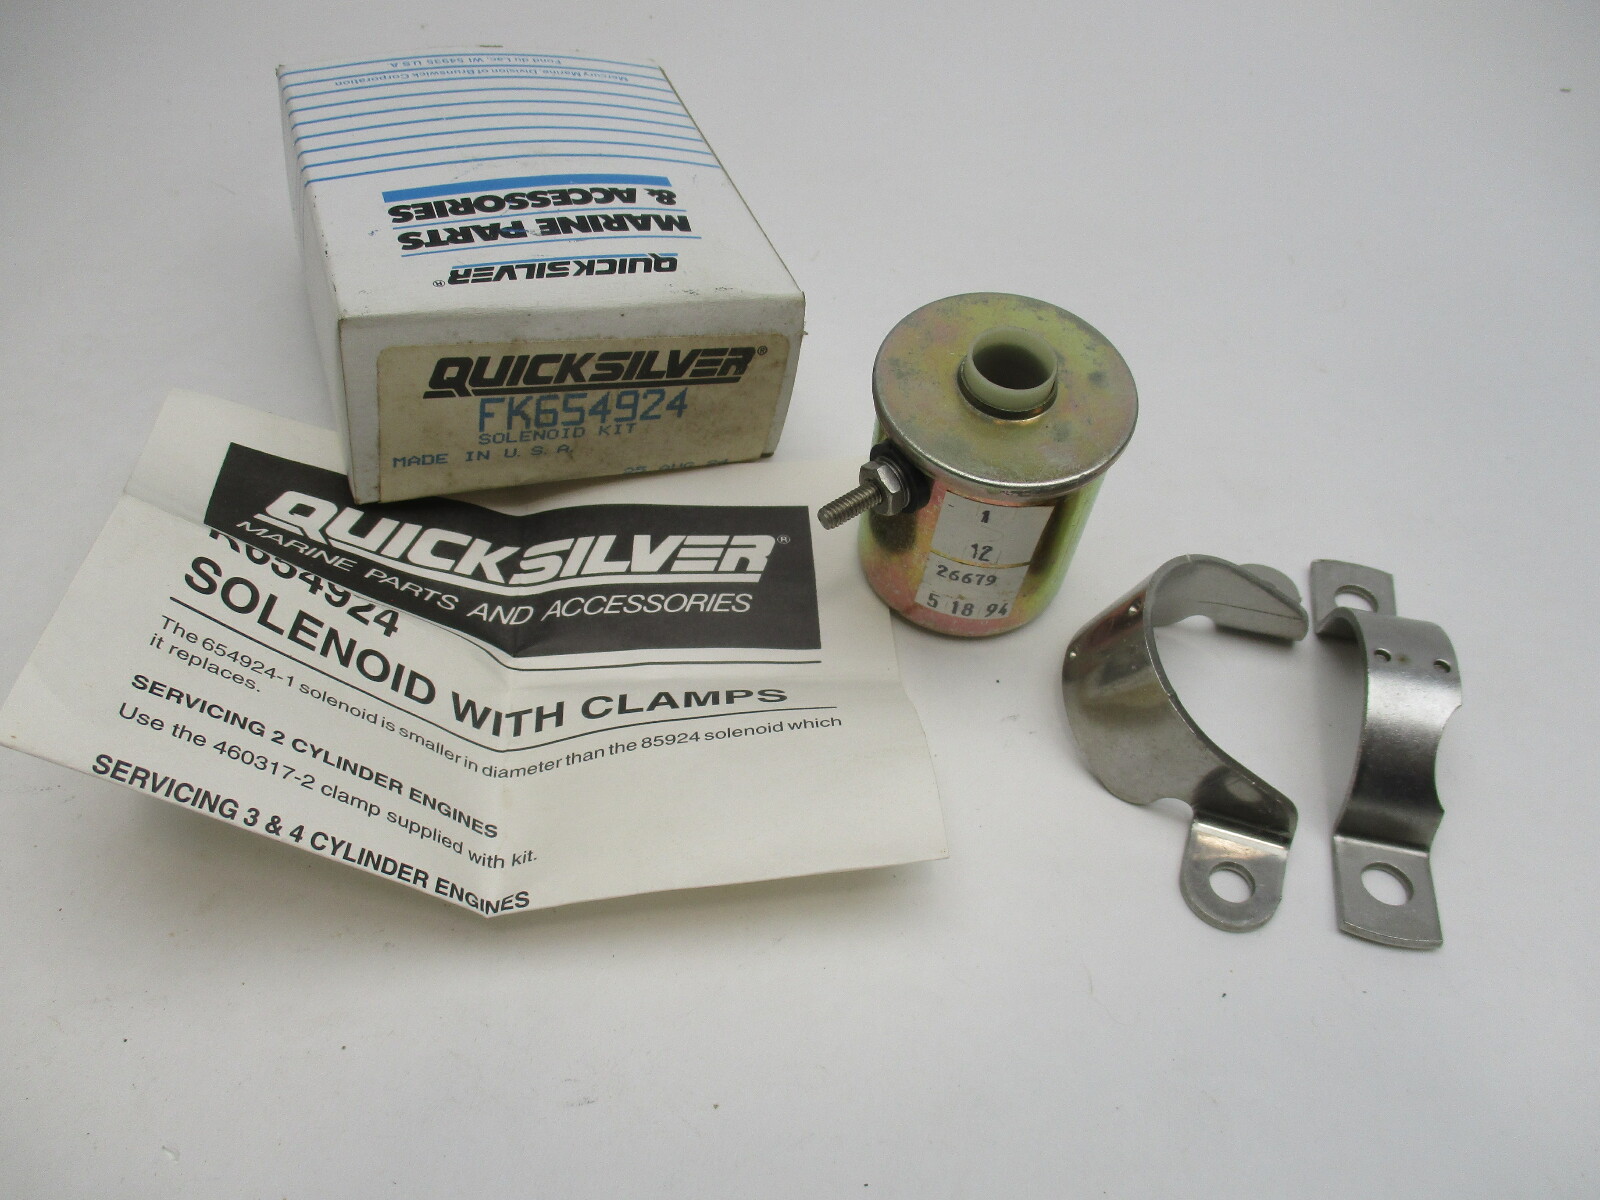 Mercury Marine, Division of Brunswick Corporation
Fond du Lac, WI 54935 U.S.A.
QUICKSILVER®
MARINE PARTS
& ACCESSORIES
QUICKSILVER®
FK654924
SOLENOID KIT
MADE IN U.S.A.
QUICKSILVER®
MARINE PARTS AND ACCESSORIES
K654924
SOLENOID WITH CLAMPS
The 654924-1 solenoid is smaller in diameter than the 85924 solenoid which
it replaces.
SERVICING 2 CYLINDER ENGINES
Use the 460317-2 clamp supplied with kit.
SERVICING 3 & 4 CYLINDER ENGINES
1
12
26679
5 18 94